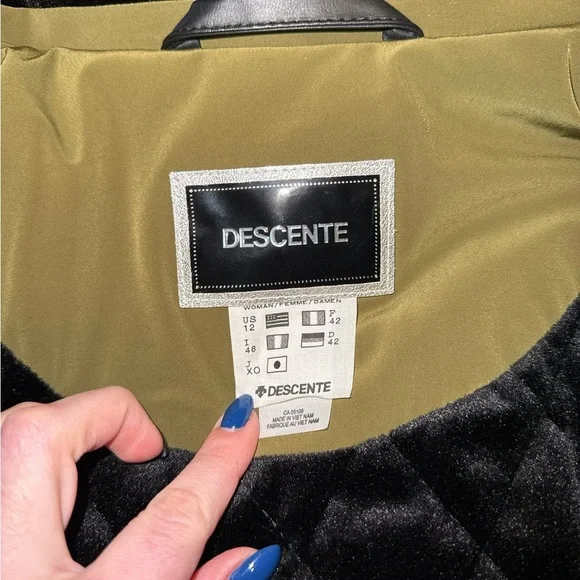 DESCENTE
WOMAN/FEMME/DAMEN
US 12 F 42
I 48 D 42
J XO
DESCENTE
CA 05108
MADE IN VIET NAM
FABRIQUE AU VIET NAM